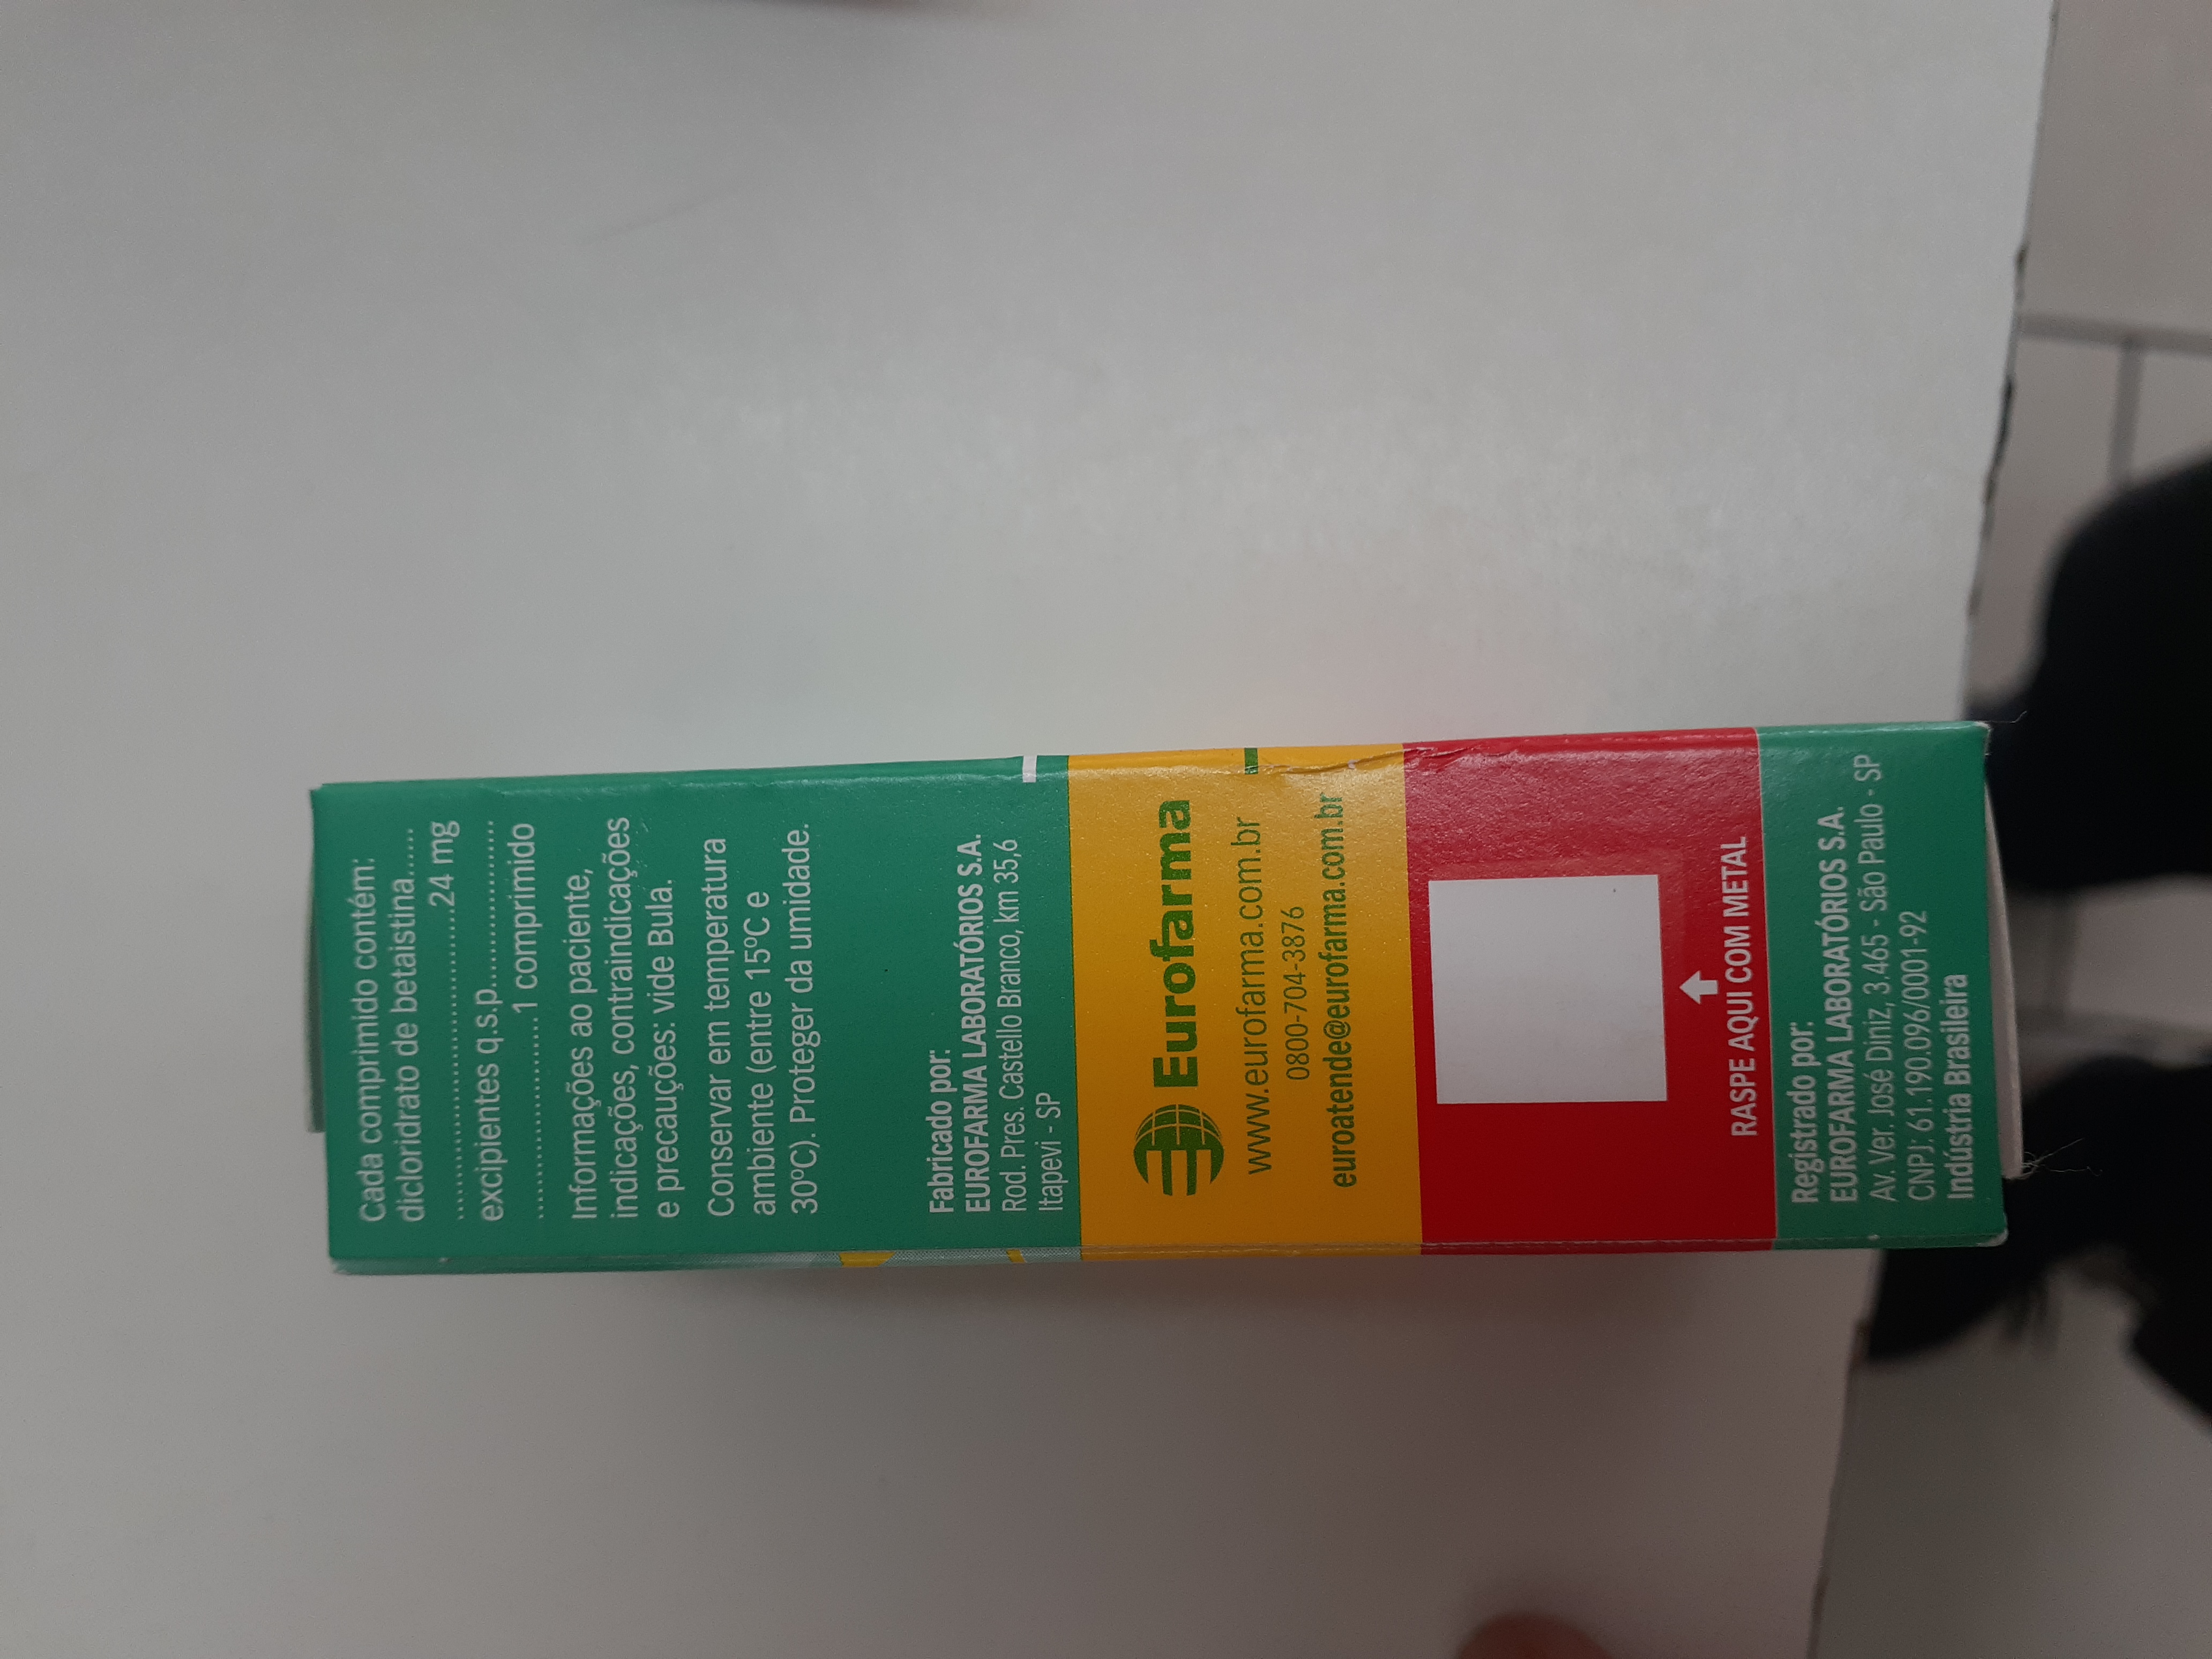 Cada comprimido contém:
dicloridrato de betaistina......
.....................................24 mg
excipientes q.s.p....................
........................1 comprimido
Informações ao paciente,
indicações, contraindicações
e precauções: vide Bula.
Conservar em temperatura
ambiente (entre 15ºC e
30ºC). Proteger da umidade.
Fabricado por:
EUROFARMA LABORATÓRIOS S.A.
Rod. Pres. Castello Branco, km 35,6
Itapevi - SP
Eurofarma
www.eurofarma.com.br
0800-704-3876
euroatende@eurofarma.com.br
RASPE AQUI COM METAL
Registrado por:
EUROFARMA LABORATÓRIOS S.A.
Av. Ver. José Diniz, 3.465 - São Paulo - SP
CNPJ: 61.190.096/0001-92
Indústria Brasileira